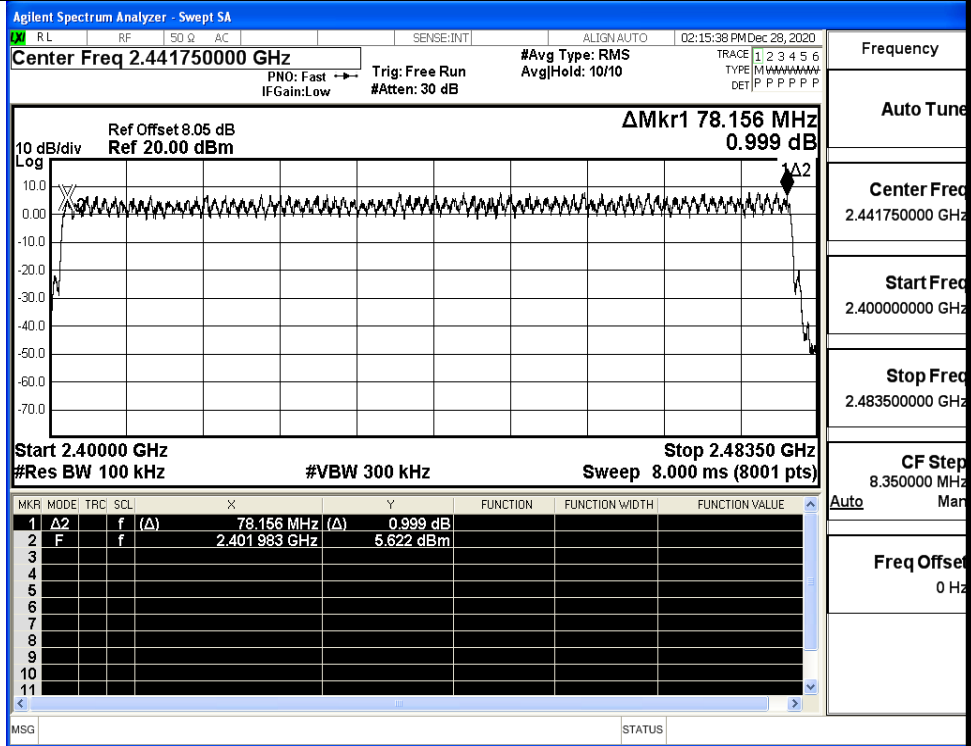 Agilent Spectrum Analyzer - Swept SA
LXI RL RF 50 Ω AC SENSE:INT ALIGN AUTO 02:15:38 PM Dec 28, 2020
Center Freq 2.441750000 GHz
PNO: Fast
IFGain:Low
Trig: Free Run
#Atten: 30 dB
#Avg Type: RMS
Avg|Hold: 10/10
TRACE 1 2 3 4 5 6
TYPE M WWWWW
DET P P P P P P
Ref Offset 8.05 dB
10 dB/div Ref 20.00 dBm
Log
ΔMkr1 78.156 MHz
0.999 dB
1Δ2
2
10.0
0.00
-10.0
-20.0
-30.0
-40.0
-50.0
-60.0
-70.0
Start 2.40000 GHz Stop 2.48350 GHz
#Res BW 100 kHz #VBW 300 kHz Sweep 8.000 ms (8001 pts)
MKR MODE TRC SCL X Y FUNCTION FUNCTION WIDTH FUNCTION VALUE
1 Δ2 f (Δ) 78.156 MHz (Δ) 0.999 dB
2 F f 2.401 983 GHz 5.622 dBm
3
4
5
6
7
8
9
10
11
MSG STATUS
Frequency
Auto Tune
Center Freq
2.441750000 GHz
Start Freq
2.400000000 GHz
Stop Freq
2.483500000 GHz
CF Step
8.350000 MHz
Auto Man
Freq Offset
0 Hz